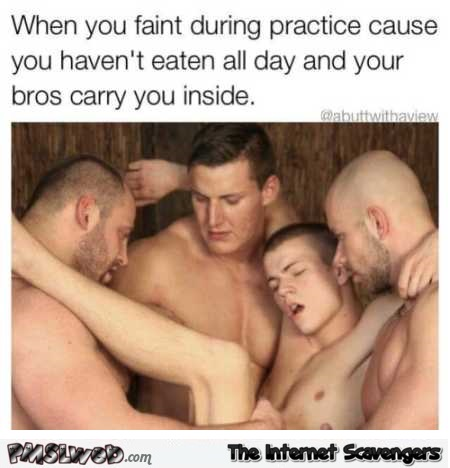 When you faint during practice cause
you haven't eaten all day and your
bros carry you inside.
@abuttwithaview
PMSLweb.com
The Internet Scavengers